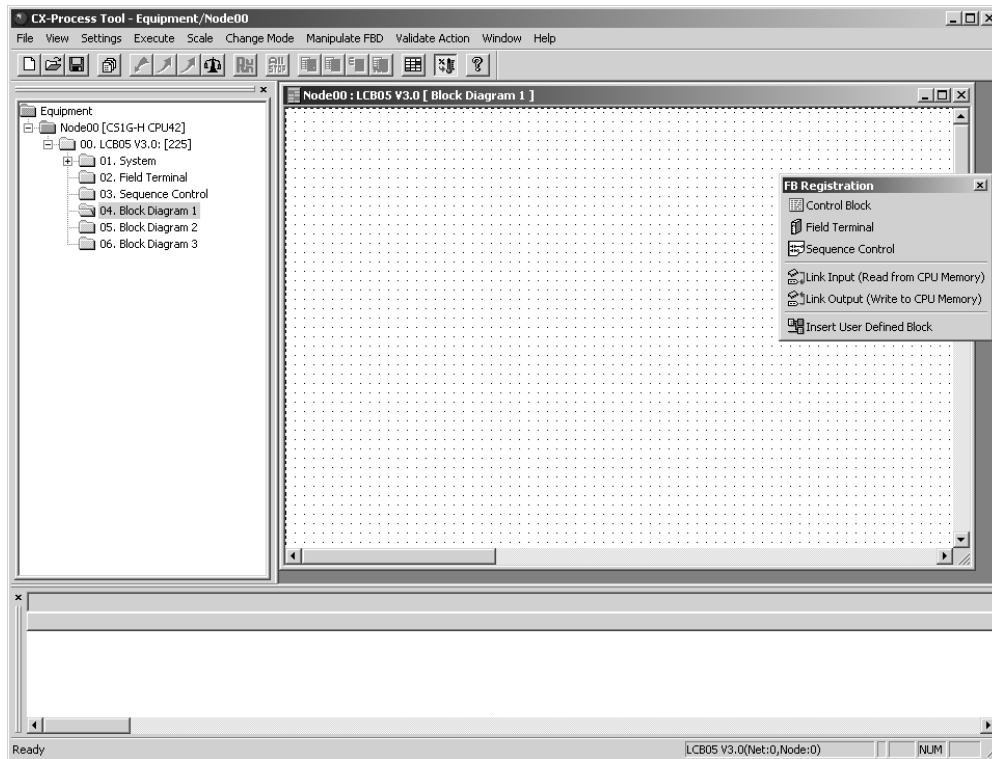 CX-Process Tool - Equipment/Node00
File View Settings Execute Scale Change Mode Manipulate FBD Validate Action Window Help
Equipment
Node00 [CS1G-H CPU42]
00. LCB05 V3.0: [225]
01. System
02. Field Terminal
03. Sequence Control
04. Block Diagram 1
05. Block Diagram 2
06. Block Diagram 3
Node00 : LCB05 V3.0 [ Block Diagram 1 ]
FB Registration
Control Block
Field Terminal
Sequence Control
Link Input (Read from CPU Memory)
Link Output (Write to CPU Memory)
Insert User Defined Block
Ready
LCB05 V3.0(Net:0,Node:0)
NUM